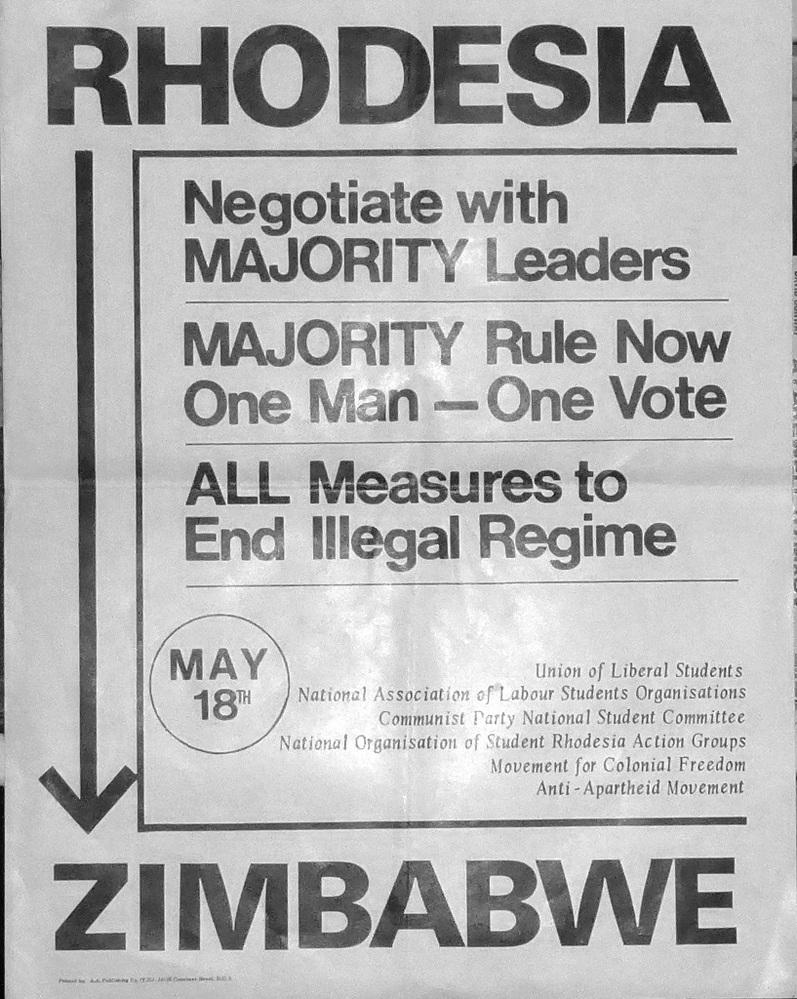 RHODESIA
Negotiate with
MAJORITY Leaders
MAJORITY Rule Now
One Man — One Vote
ALL Measures to
End Illegal Regime
MAY
18TH
Union of Liberal Students
National Association of Labour Students Organisations
Communist Party National Student Committee
National Organisation of Student Rhodesia Action Groups
Movement for Colonial Freedom
Anti - Apartheid Movement
ZIMBABWE
Printed by